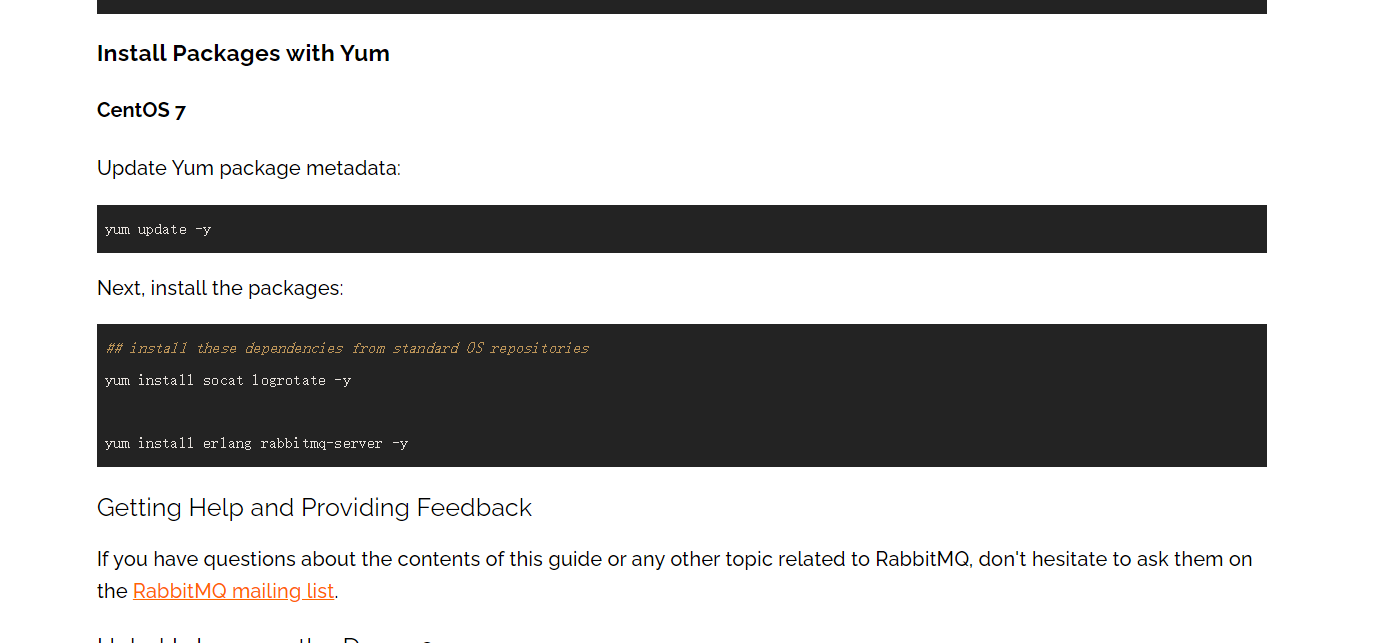 Install Packages with Yum
CentOS 7
Update Yum package metadata:
yum update -y
Next, install the packages:
## install these dependencies from standard OS repositories
yum install socat logrotate -y
yum install erlang rabbitmq-server -y
Getting Help and Providing Feedback
If you have questions about the contents of this guide or any other topic related to RabbitMQ, don't hesitate to ask them on
the RabbitMQ mailing list.